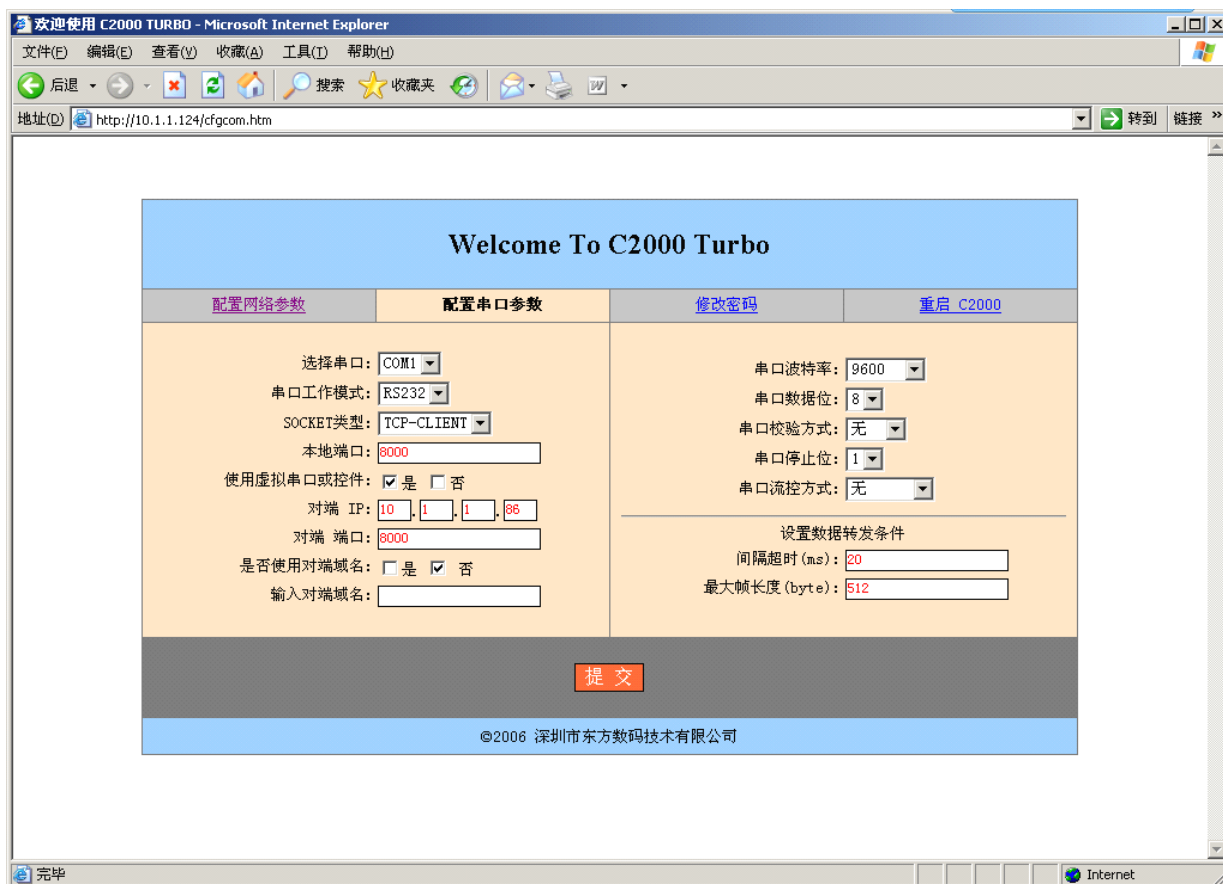 欢迎使用 C2000 TURBO - Microsoft Internet Explorer
文件(F) 编辑(E) 查看(V) 收藏(A) 工具(T) 帮助(H)
后退 搜索 收藏夹
地址(D) http://10.1.1.124/cfgcom.htm 转到 链接 »
Welcome To C2000 Turbo
配置网络参数 配置串口参数 修改密码 重启 C2000
选择串口: COM1
串口工作模式: RS232
SOCKET类型: TCP-CLIENT
本地端口: 8000
使用虚拟串口或控件: 是 否
对端 IP: 10 . 1 . 1 . 86
对端 端口: 8000
是否使用对端域名: 是 否
输入对端域名:
串口波特率: 9600
串口数据位: 8
串口校验方式: 无
串口停止位: 1
串口流控方式: 无
设置数据转发条件
间隔超时(ms): 20
最大帧长度(byte): 512
提 交
©2006 深圳市东方数码技术有限公司
完毕 Internet